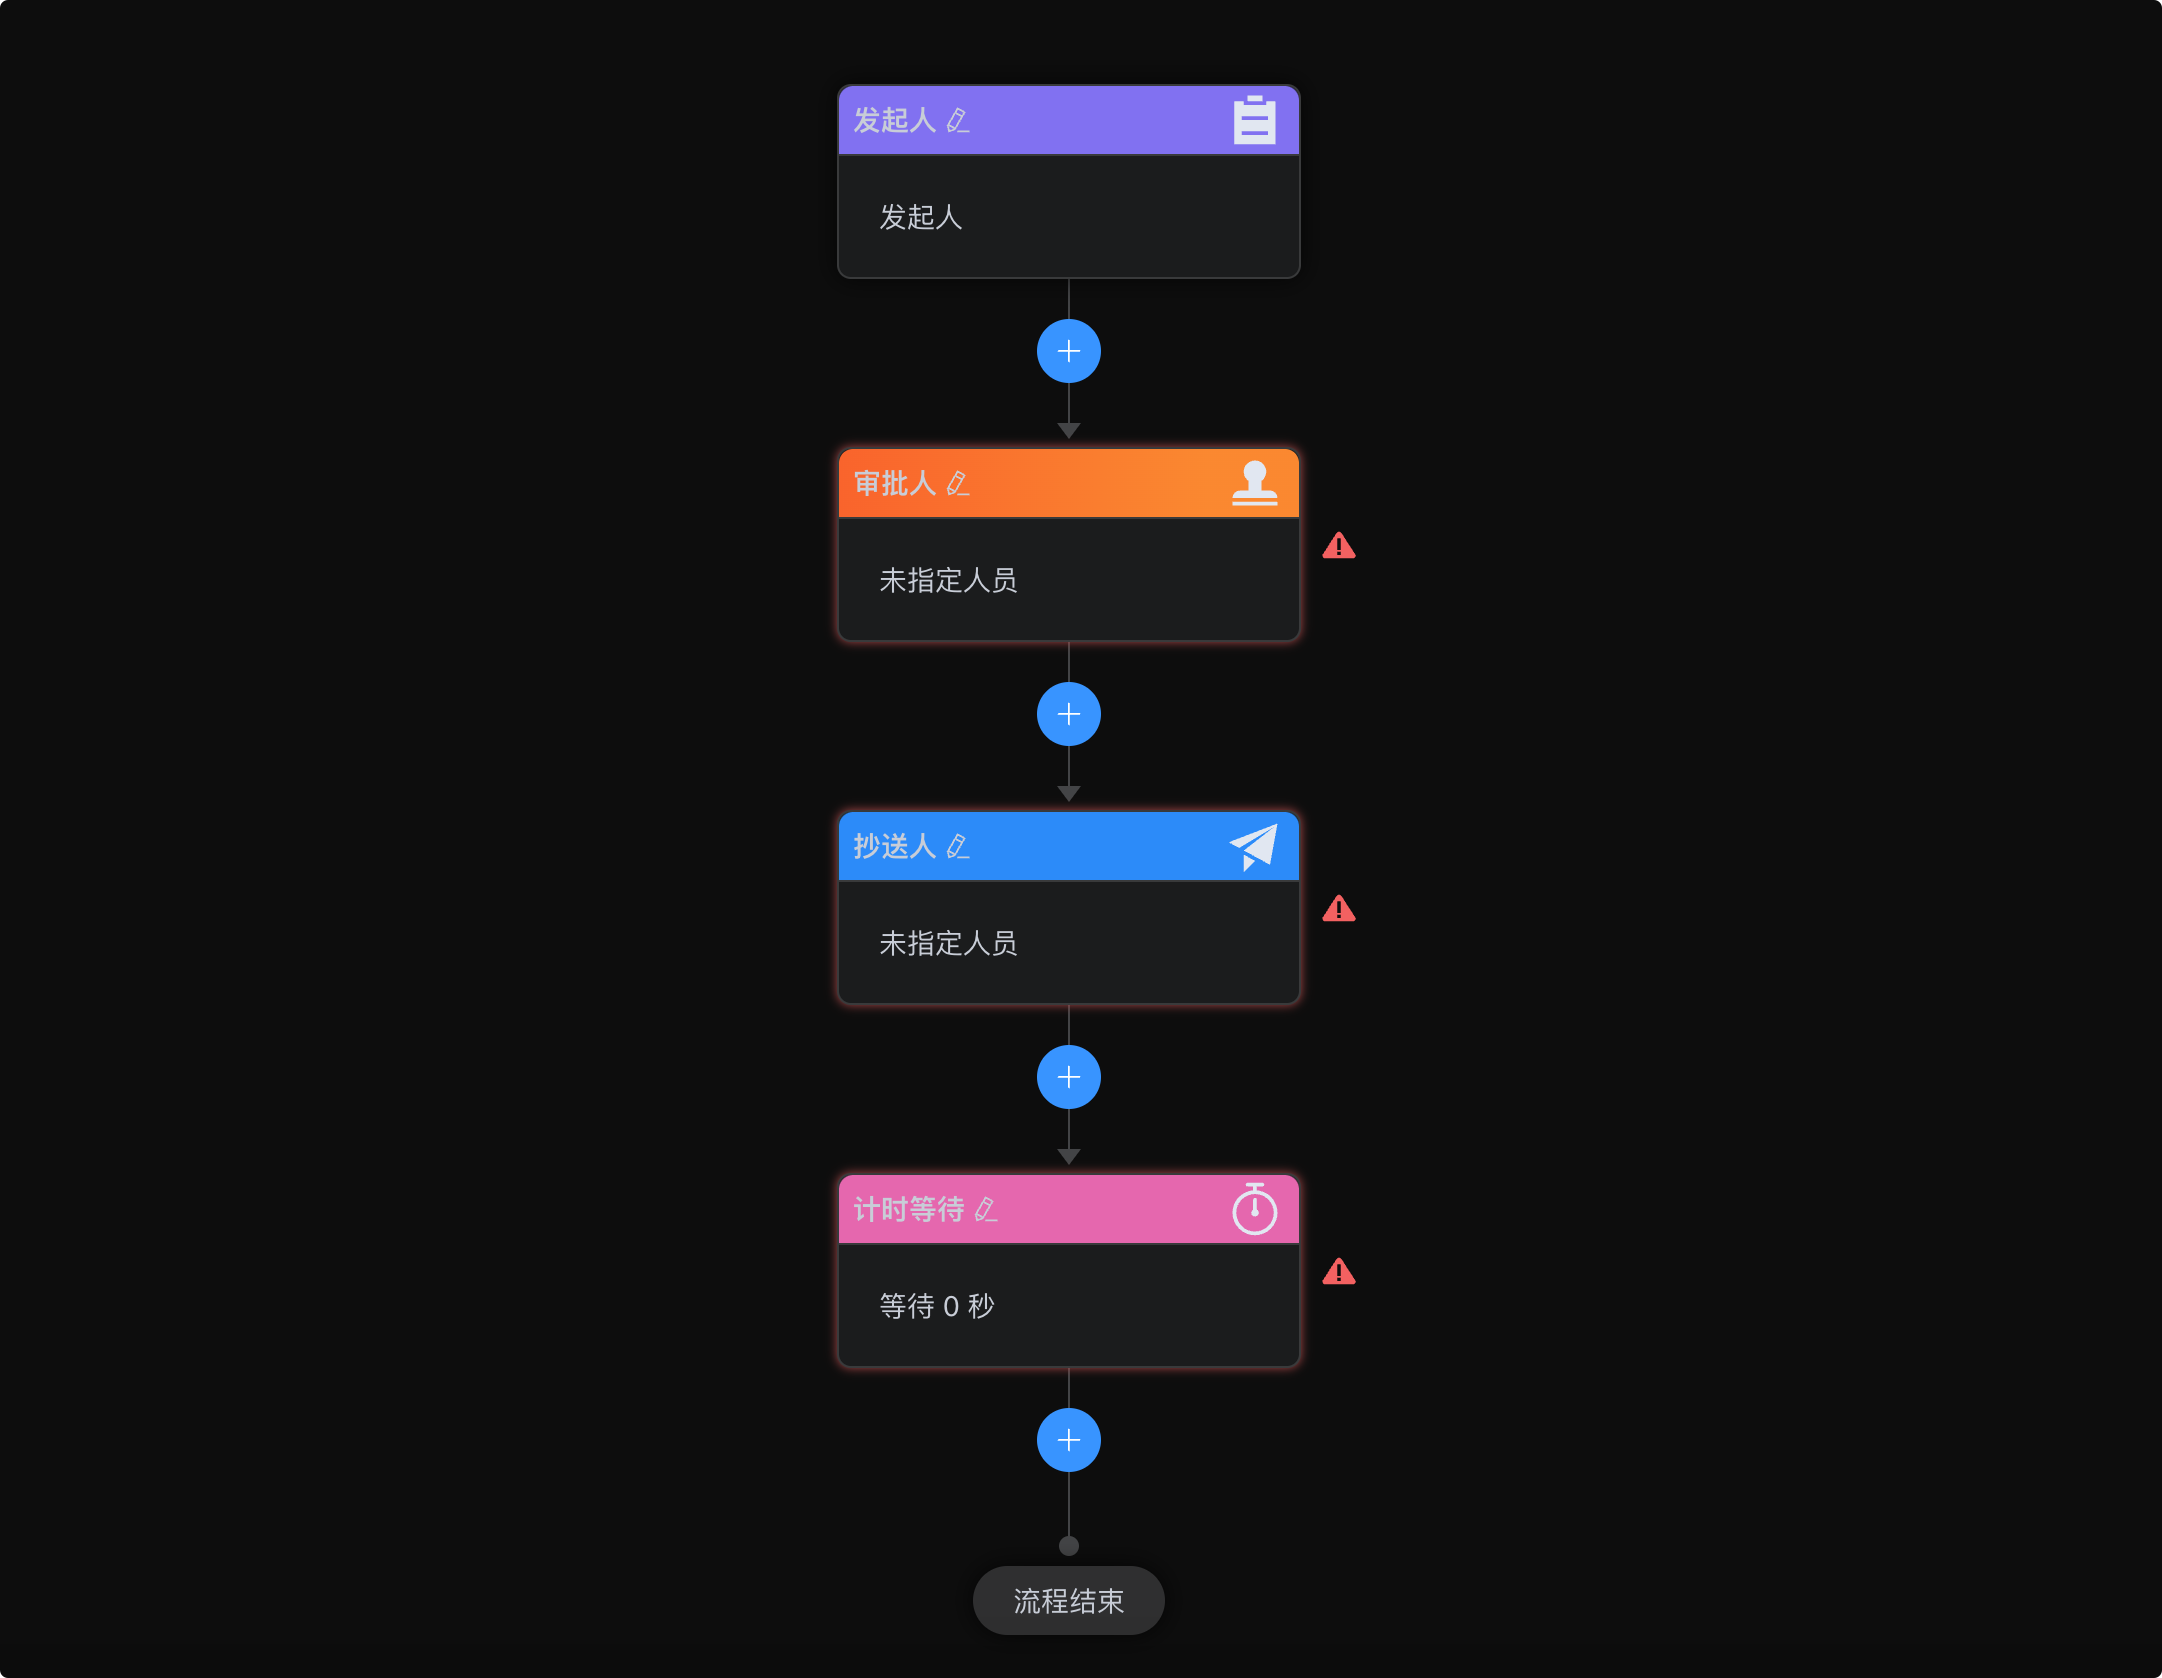 发起人
发起人
审批人
未指定人员
抄送人
未指定人员
计时等待
等待 0 秒
流程结束